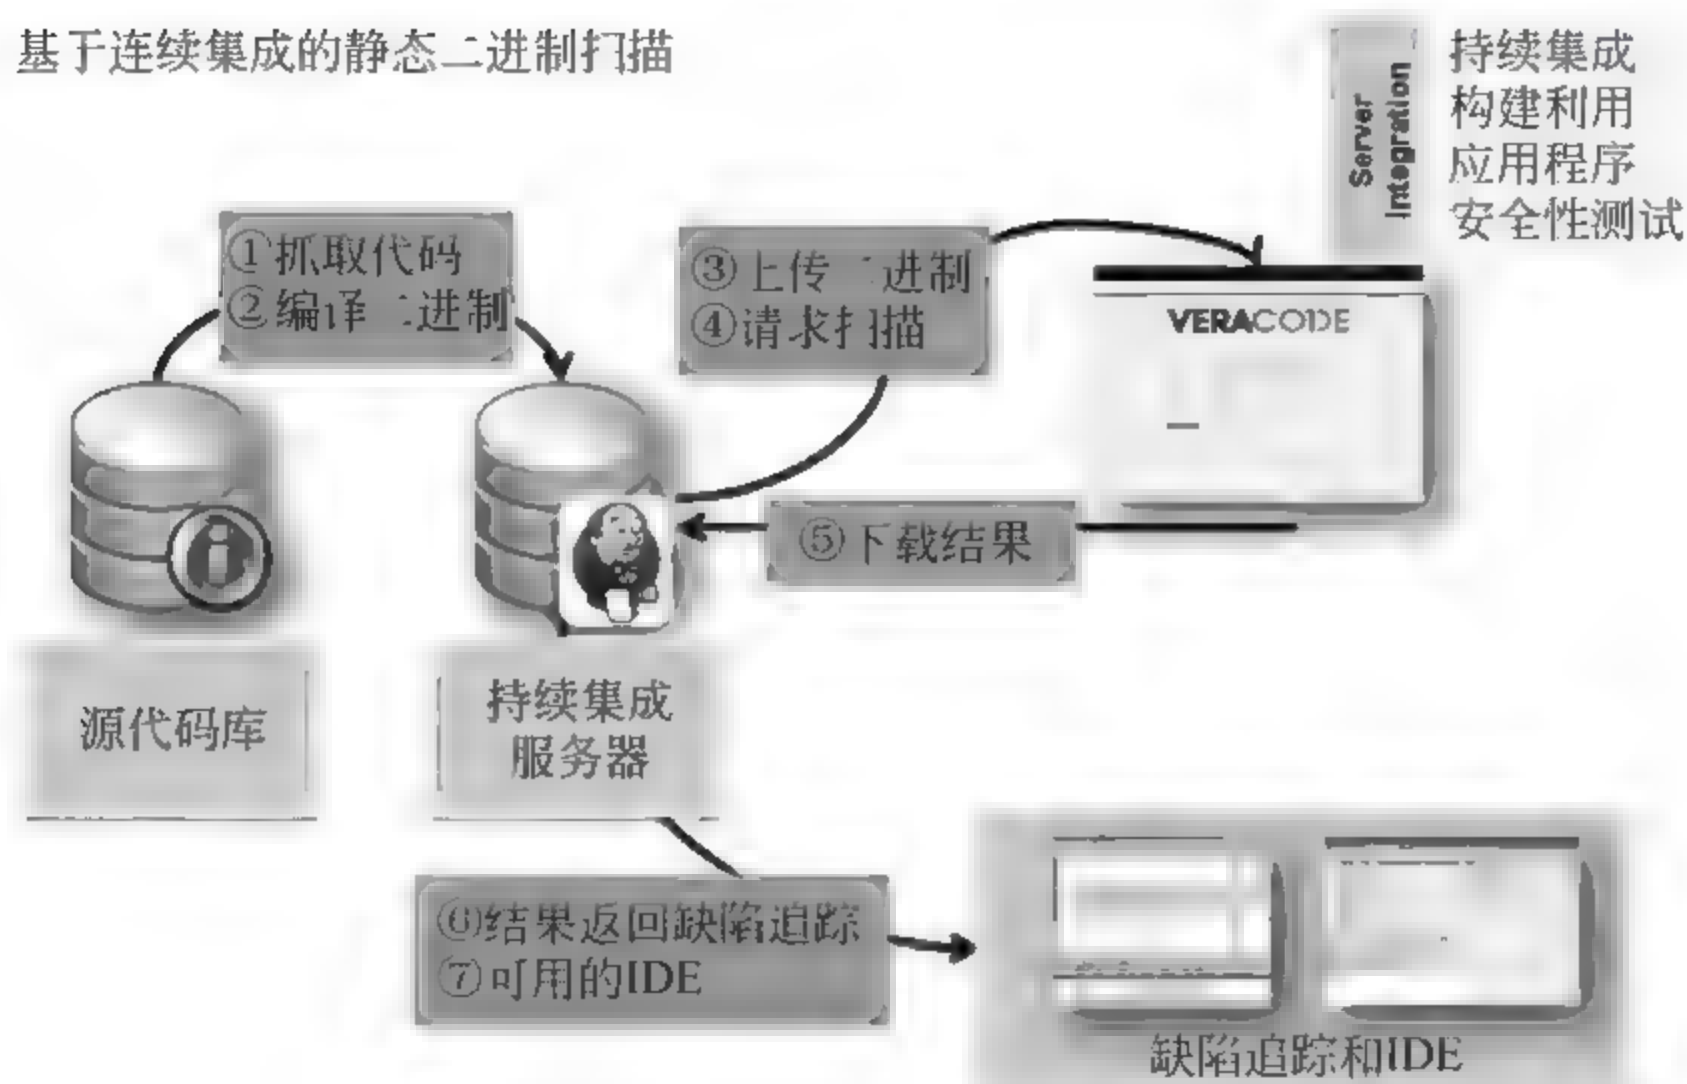 基于连续集成的静态二进制扫描
Server
Integration
持续集成
构建利用
应用程序
安全性测试
①抓取代码
②编译二进制
③上传二进制
④请求扫描
VERACODE
⑤下载结果
源代码库
持续集成
服务器
⑥结果返回缺陷追踪
⑦可用的IDE
缺陷追踪和IDE